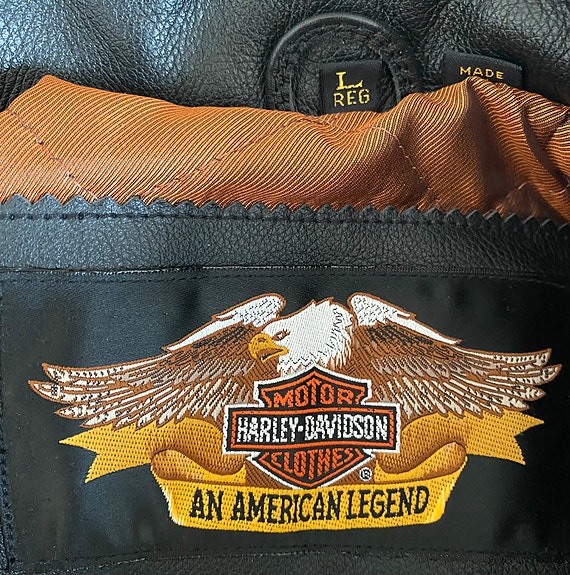 L
REG
MADE
MOTOR
HARLEY-DAVIDSON
CLOTHES
®
AN AMERICAN LEGEND